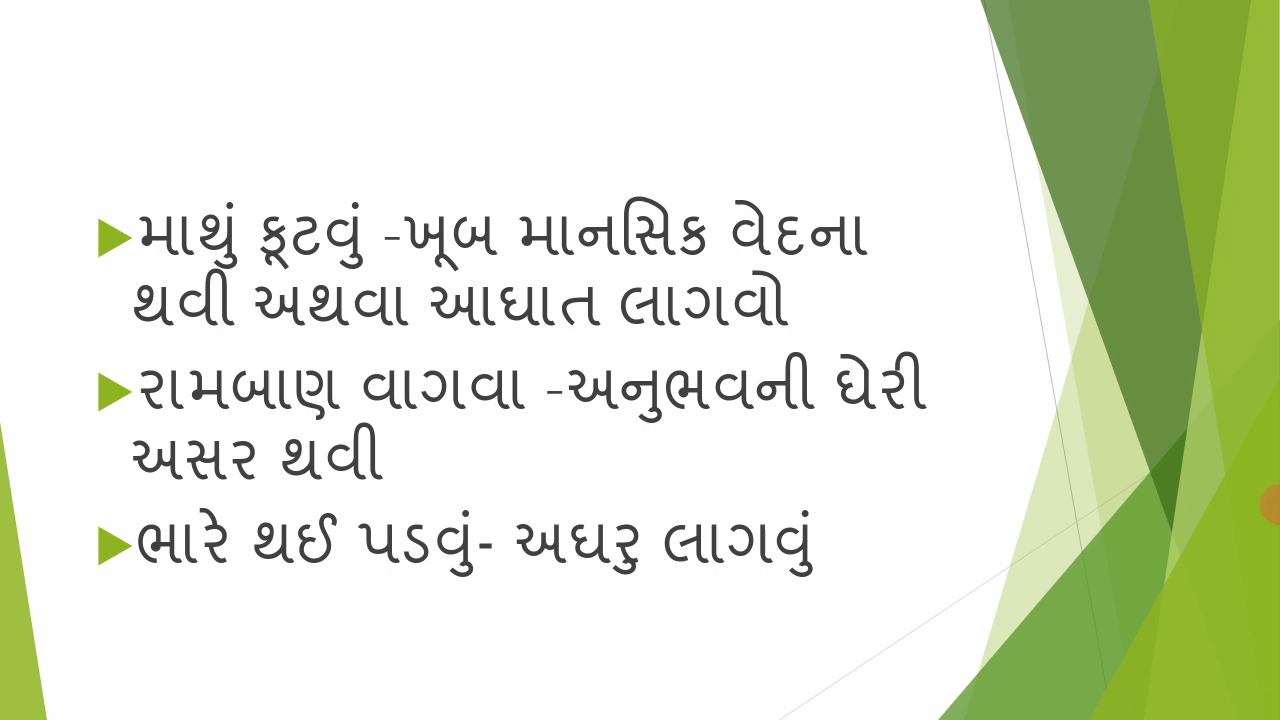 માથું કૂટવું -ખૂબ માનસિક વેદના
થવી અથવા આઘાત લાગવો
રામબાણ વાગવા -અનુભવની ઘેરી
અસર થવી
ભારે થઈ પડવું- અઘરુ લાગવું